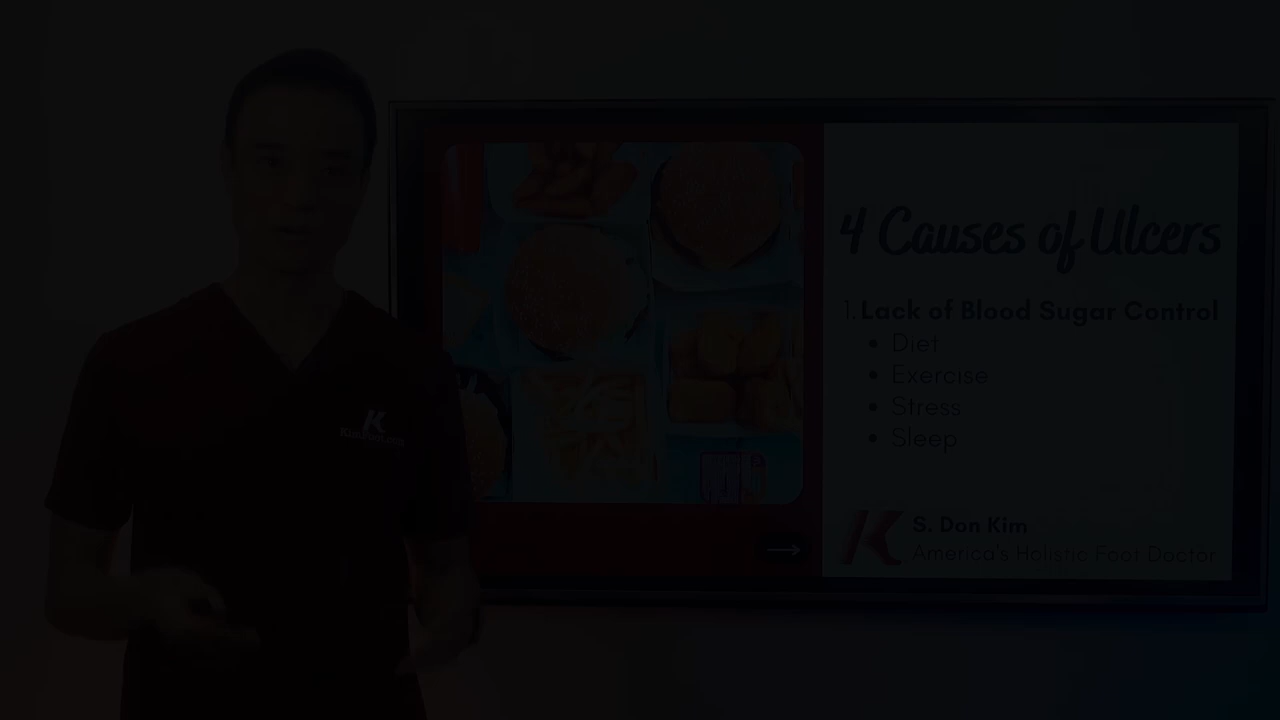 4 Causes of Ulcers
1. Lack of Blood Sugar Control
• Diet
• Exercise
• Stress
• Sleep
S. Don Kim
America's Holistic Foot Doctor
K